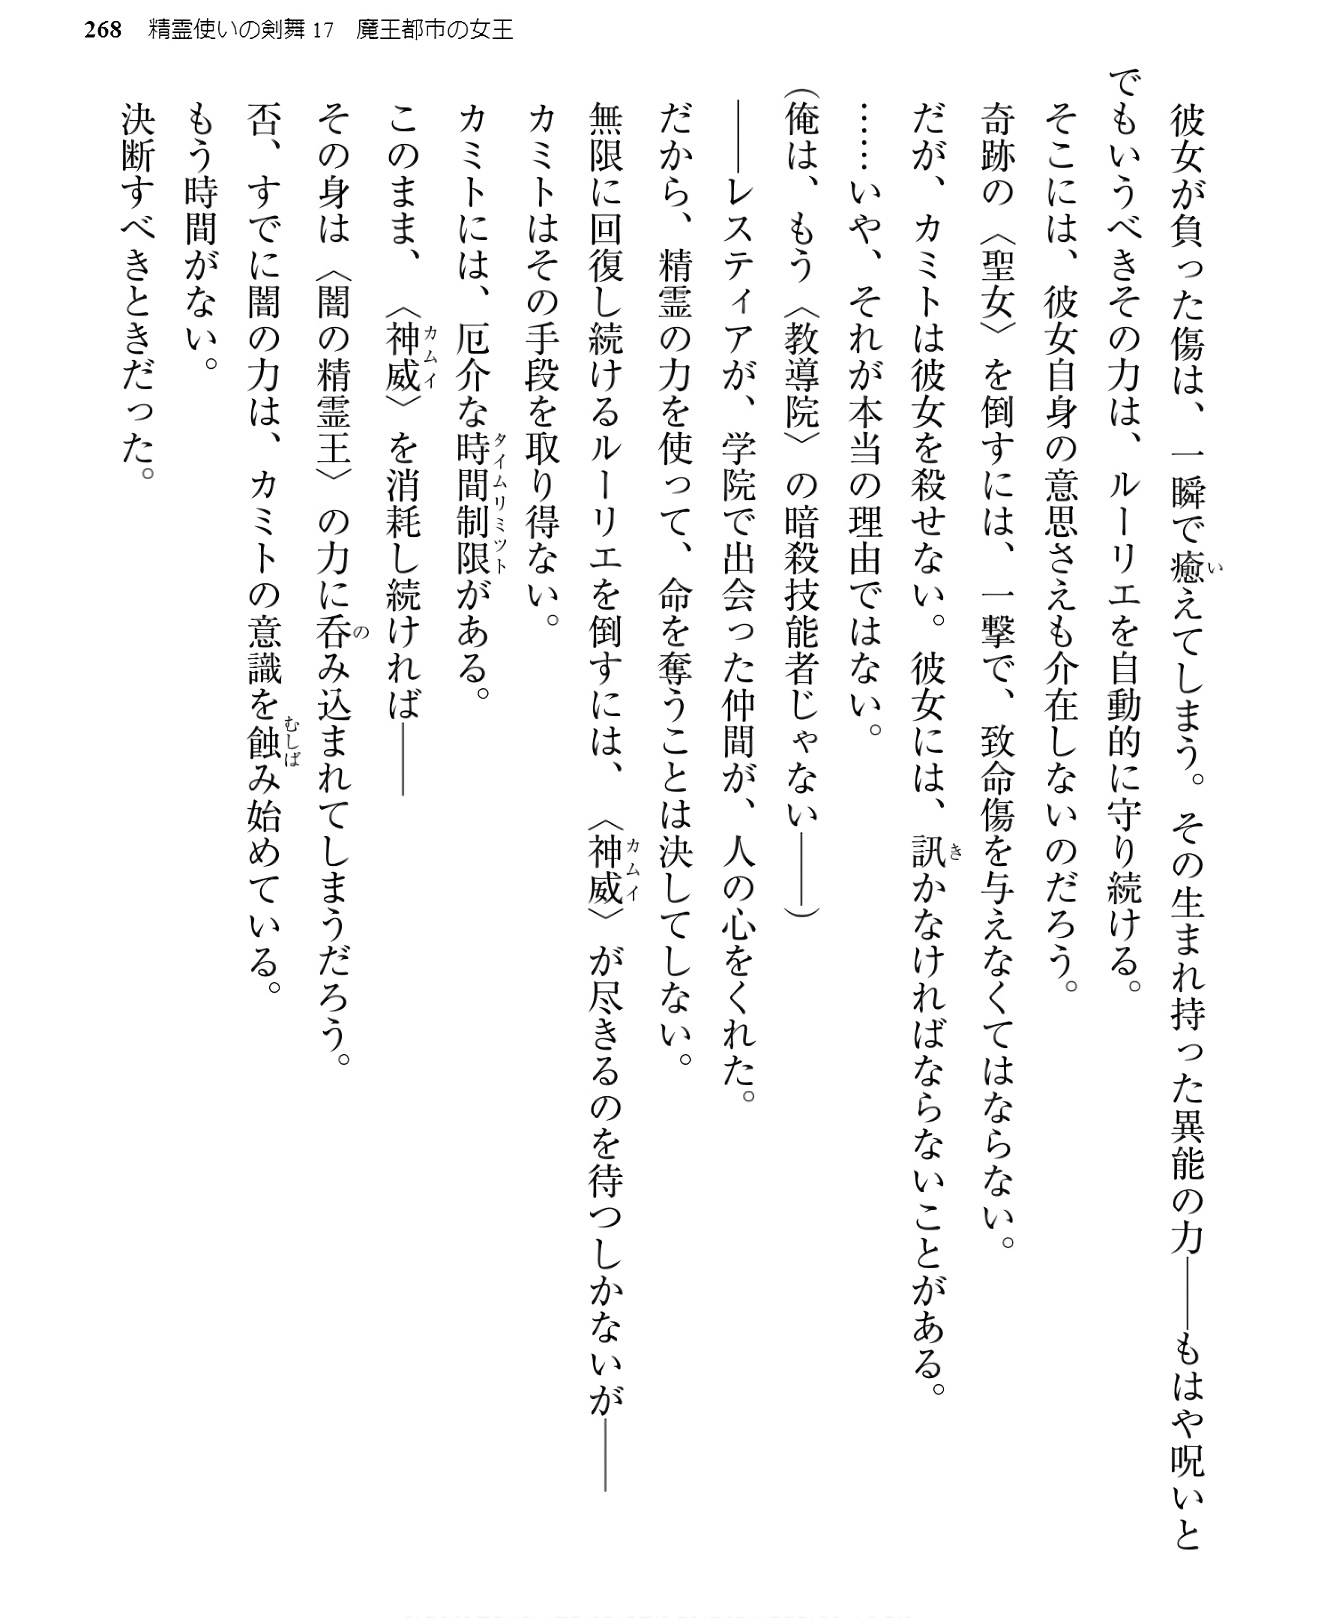 268 精霊使いの剣舞17 魔王都市の女王
彼女が負った傷は、一瞬で癒えてしまう。その生まれ持った異能の力――もはや呪いと
でもいうべきその力は、ルーリエを自動的に守り続ける。
そこには、彼女自身の意思さえも介在しないのだろう。
奇跡の〈聖女〉を倒すには、一撃で、致命傷を与えなくてはならない。
だが、カミトは彼女を殺せない。彼女には、訊かなければならないことがある。
……いや、それが本当の理由ではない。
(俺は、もう〈教導院〉の暗殺技能者じゃない――)
――レスティアが、学院で出会った仲間が、人の心をくれた。
だから、精霊の力を使って、命を奪うことは決してしない。
無限に回復し続けるルーリエを倒すには、〈神威〉が尽きるのを待つしかないが――
カミトはその手段を取り得ない。
カミトには、厄介な時間制限がある。
このまま、〈神威〉を消耗し続ければ――
その身は〈闇の精霊王〉の力に呑み込まれてしまうだろう。
否、すでに闇の力は、カミトの意識を蝕み始めている。
もう時間がない。
決断すべきときだった。